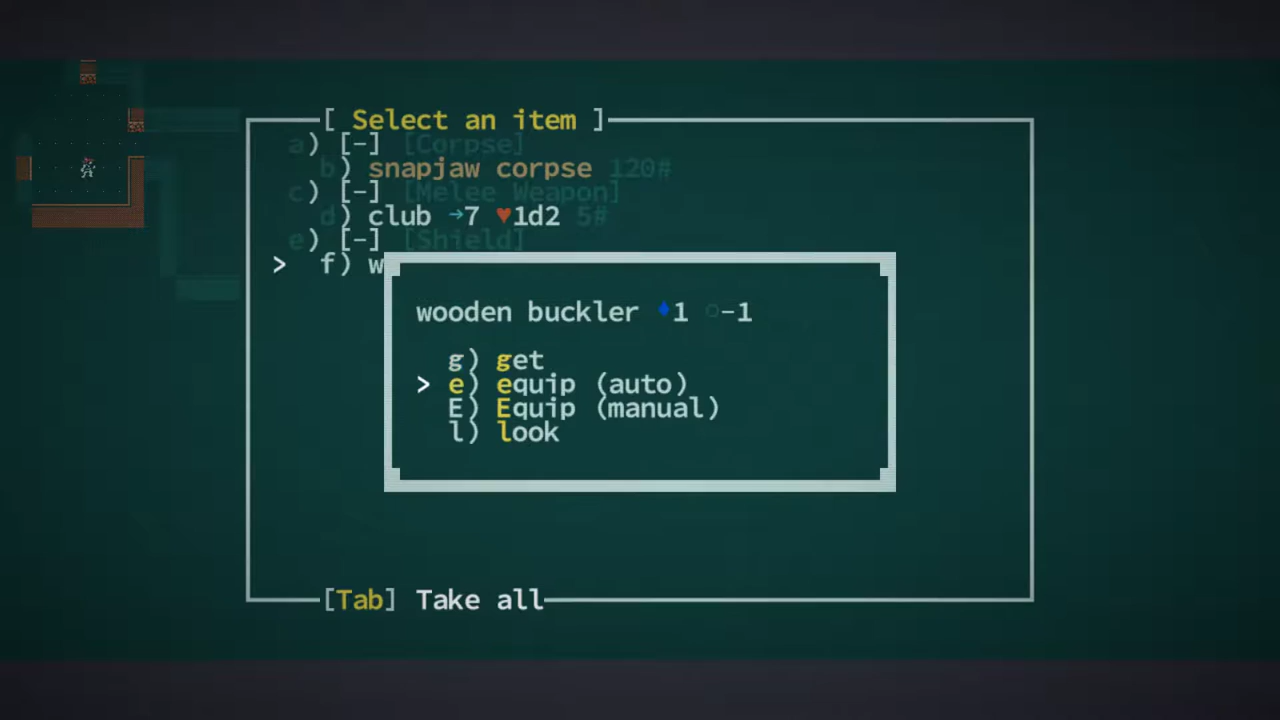 [ Select an item ]
a) [-] [Corpse]
b) snapjaw corpse 120#
c) [-] [Melee Weapon]
d) club →7 ♥1d2 5#
e) [-] [Shield]
> f) w
wooden buckler ♦1 ○-1
g) get
> e) equip (auto)
E) Equip (manual)
l) look
[Tab] Take all